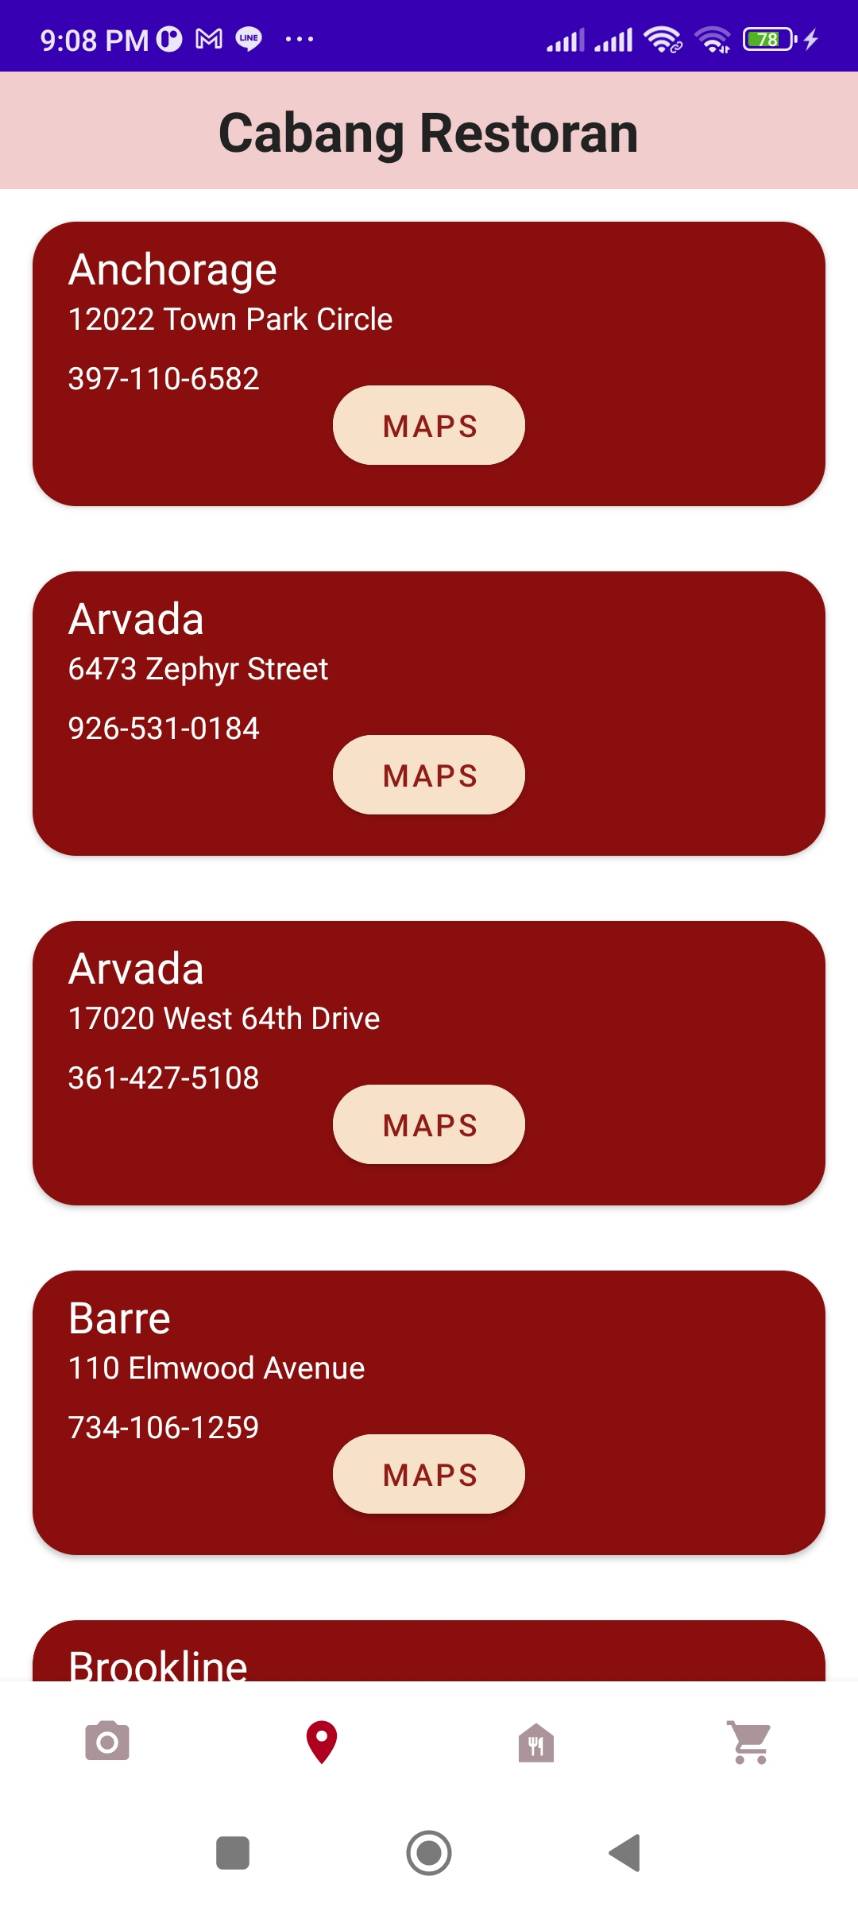 9:08 PM
LINE
78
Cabang Restoran
Anchorage
12022 Town Park Circle
397-110-6582
MAPS
Arvada
6473 Zephyr Street
926-531-0184
MAPS
Arvada
17020 West 64th Drive
361-427-5108
MAPS
Barre
110 Elmwood Avenue
734-106-1259
MAPS
Brookline